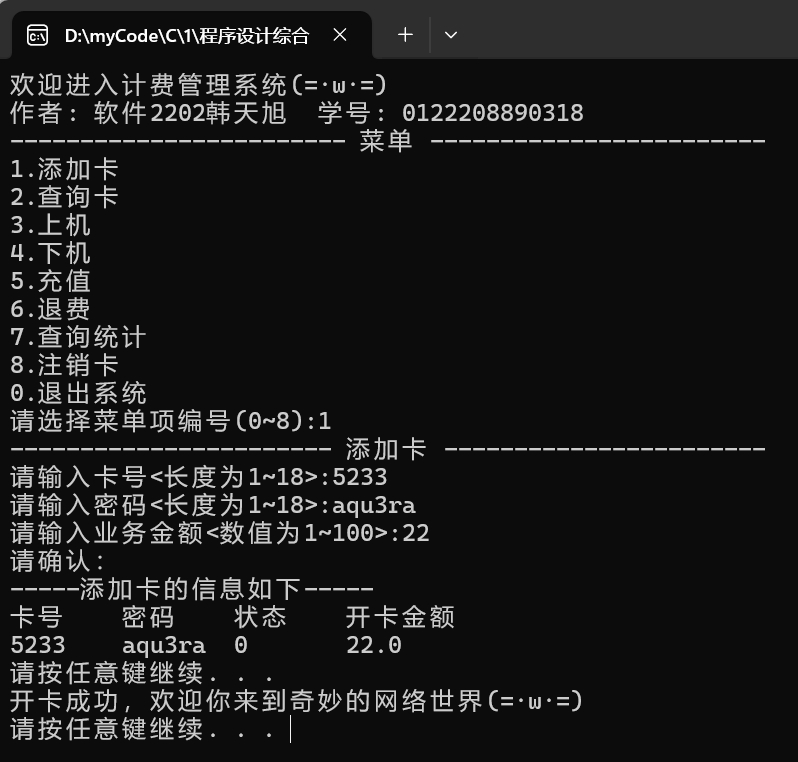 D:\myCode\C\1\程序设计综合
欢迎进入计费管理系统(=·ω·=)
作者: 软件2202韩天旭 学号: 0122208890318
------------------------ 菜单 ------------------------
1.添加卡
2.查询卡
3.上机
4.下机
5.充值
6.退费
7.查询统计
8.注销卡
0.退出系统
请选择菜单项编号(0~8):1
------------------------ 添加卡 -----------------------
请输入卡号<长度为1~18>:5233
请输入密码<长度为1~18>:aqu3ra
请输入业务金额<数值为1~100>:22
请确认:
-----添加卡的信息如下-----
卡号 密码 状态 开卡金额
5233 aqu3ra 0 22.0
请按任意键继续. . .
开卡成功, 欢迎你来到奇妙的网络世界(=·ω·=)
请按任意键继续. . .